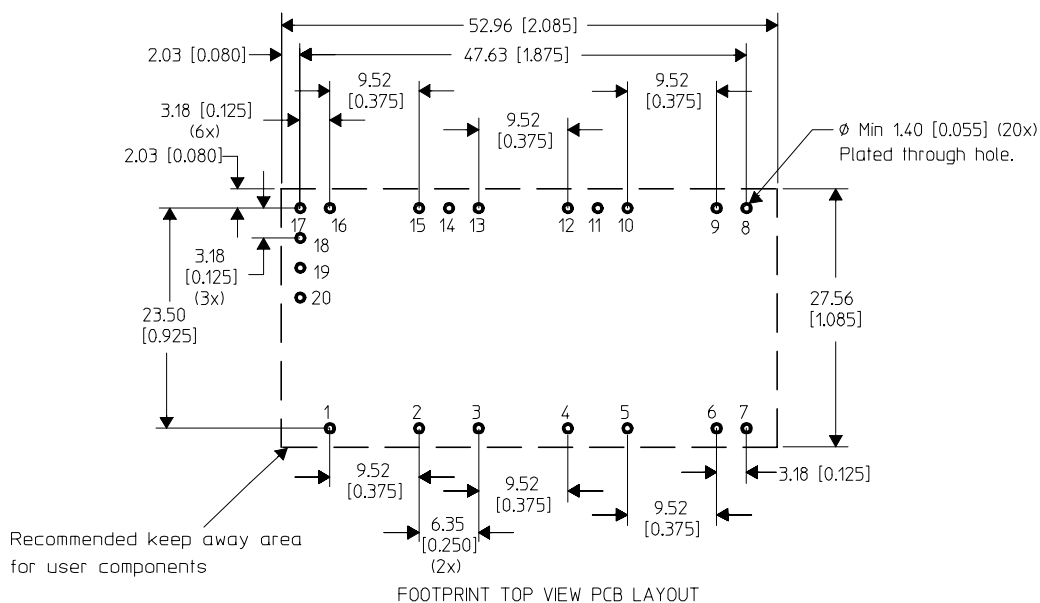 52.96 [2.085]
2.03 [0.080]
47.63 [1.875]
9.52
[0.375]
9.52
[0.375]
3.18 [0.125]
(6x)
9.52
[0.375]
ø Min 1.40 [0.055] (20x)
Plated through hole.
2.03 [0.080]
17 16 15 14 13 12 11 10 9 8
18
3.18
[0.125]
(3x)
19
20
23.50
[0.925]
27.56
[1.085]
1 2 3 4 5 6 7
9.52
[0.375]
9.52
[0.375]
3.18 [0.125]
9.52
[0.375]
6.35
[0.250]
(2x)
Recommended keep away area
for user components
FOOTPRINT TOP VIEW PCB LAYOUT